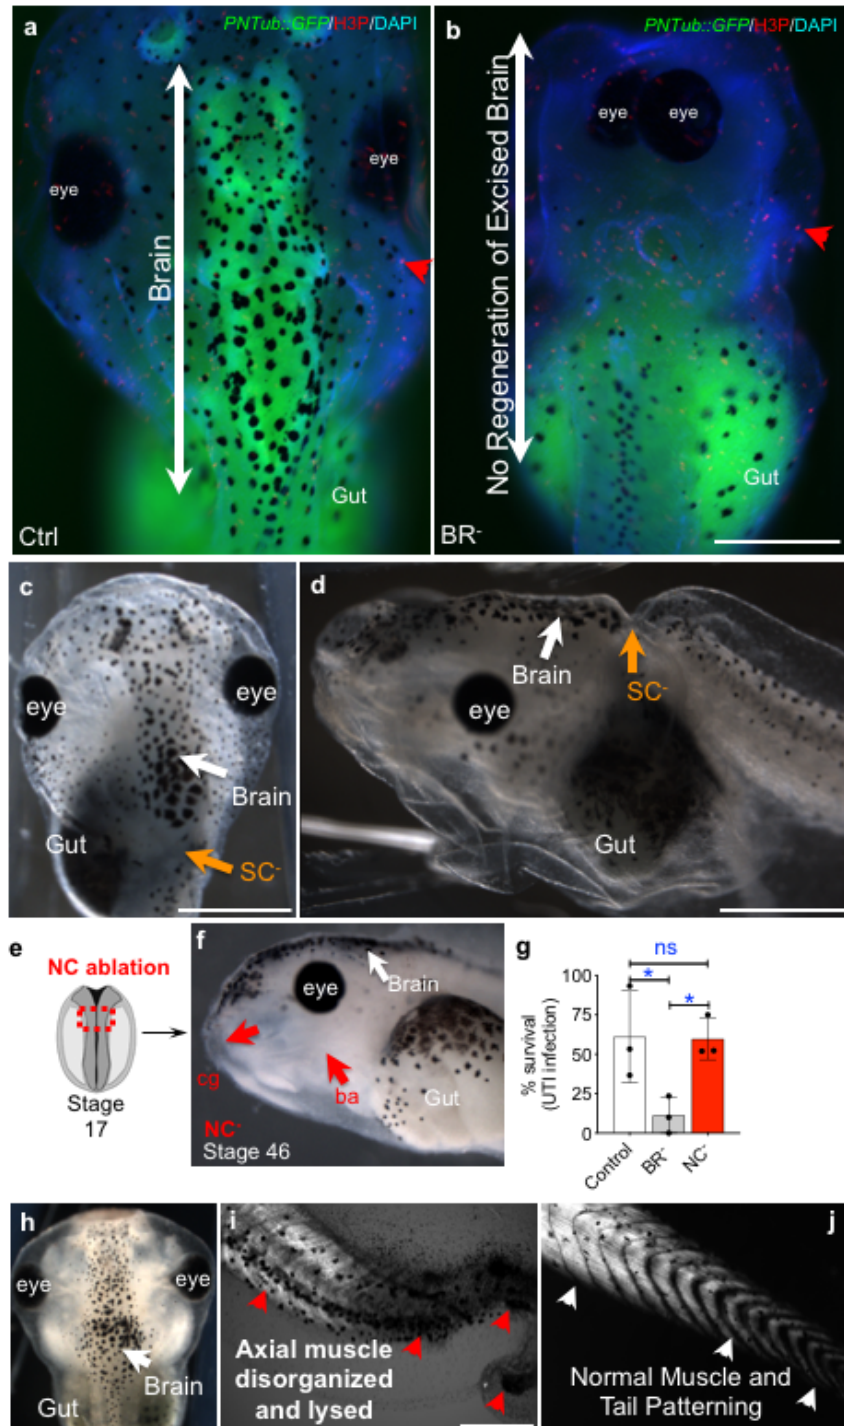 a
PNTub::GFP/H3P/DAPI
eye
eye
Brain
Gut
Ctrl
b
PNTub::GFP/H3P/DAPI
No Regeneration of Excised Brain
eye
eye
Gut
BR-
c
eye
eye
Brain
Gut
SC-
d
Brain
SC-
eye
Gut
e
NC ablation
Stage
17
f
Brain
eye
cg
ba
Gut
NC-
Stage 46
g
ns
*
*
100
75
50
25
0
% survival
(UTI infection)
Control
BR-
NC-
h
eye
eye
Brain
Gut
i
Axial muscle
disorganized
and lysed
j
Normal Muscle and
Tail Patterning